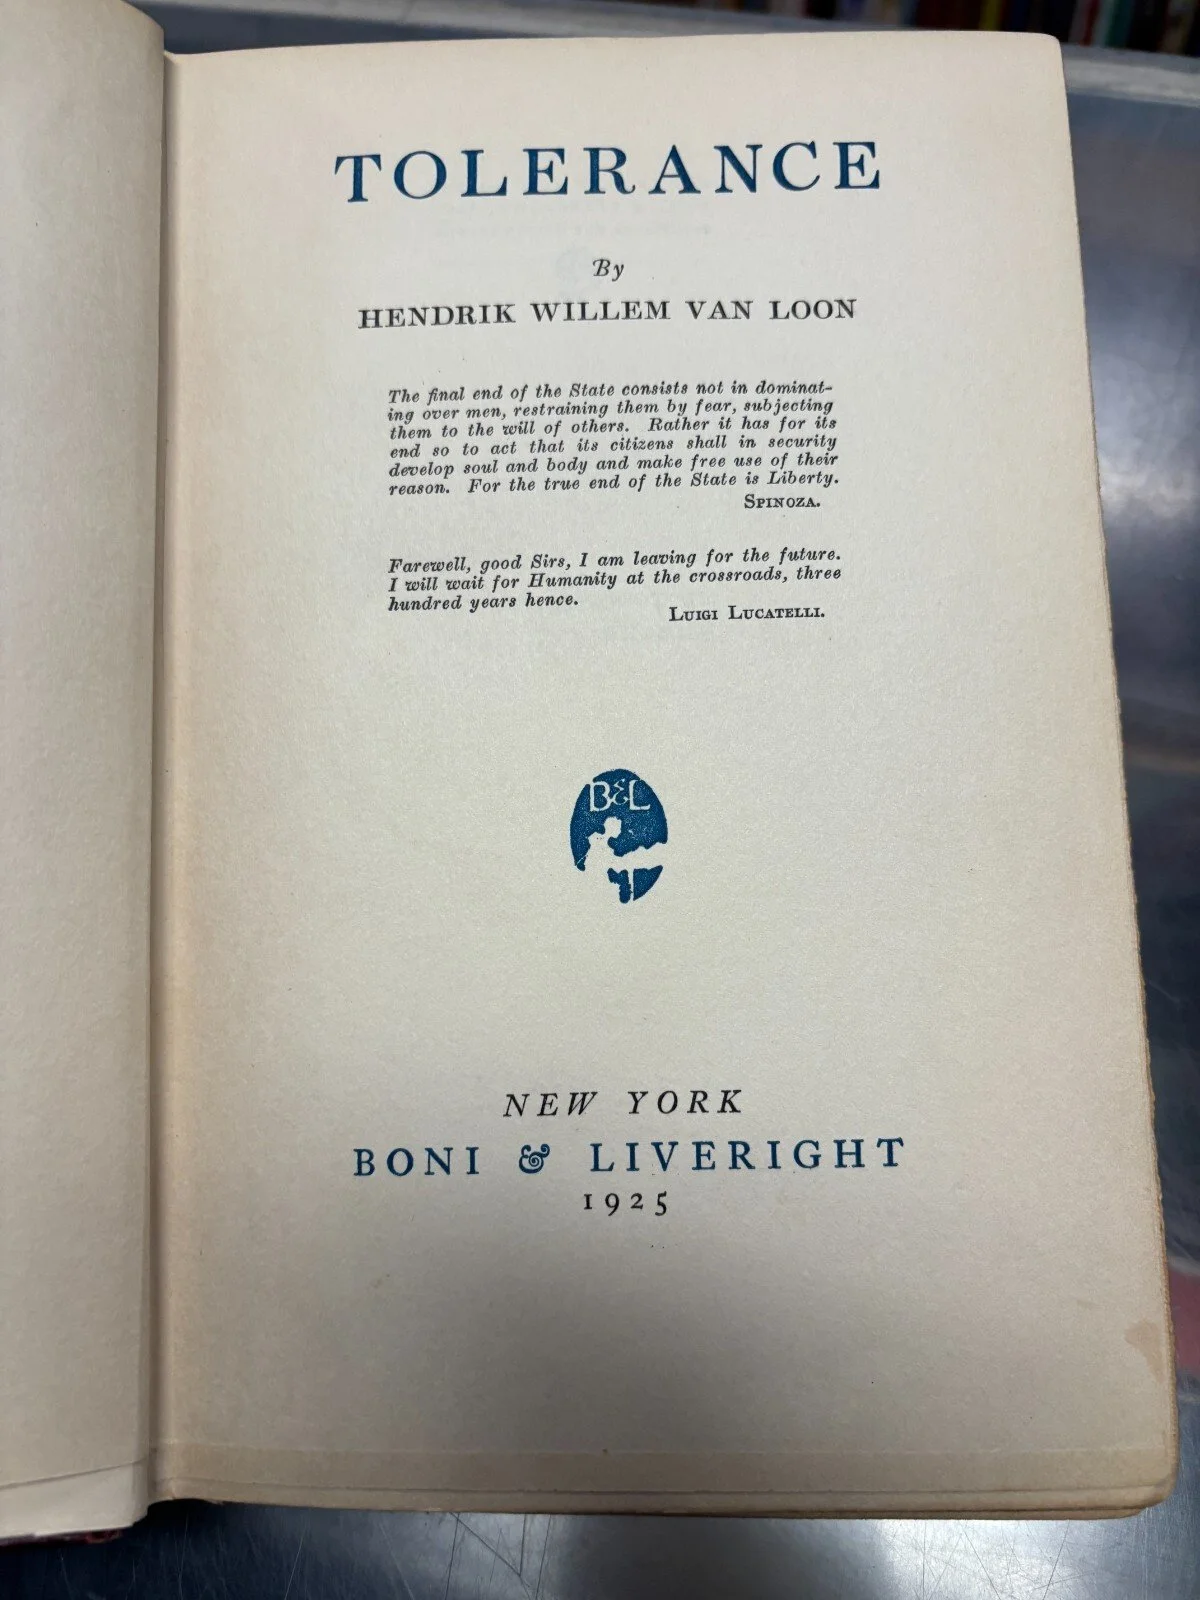 TOLERANCE
By
HENDRIK WILLEM VAN LOON
The final end of the State consists not in dominat-
ing over men, restraining them by fear, subjecting
them to the will of others. Rather it has for its
end so to act that its citizens shall in security
develop soul and body and make free use of their
reason. For the true end of the State is Liberty.
SPINOZA.
Farewell, good Sirs, I am leaving for the future.
I will wait for Humanity at the crossroads, three
hundred years hence.
LUIGI LUCATELLI.
B&L
NEW YORK
BONI & LIVERIGHT
1925